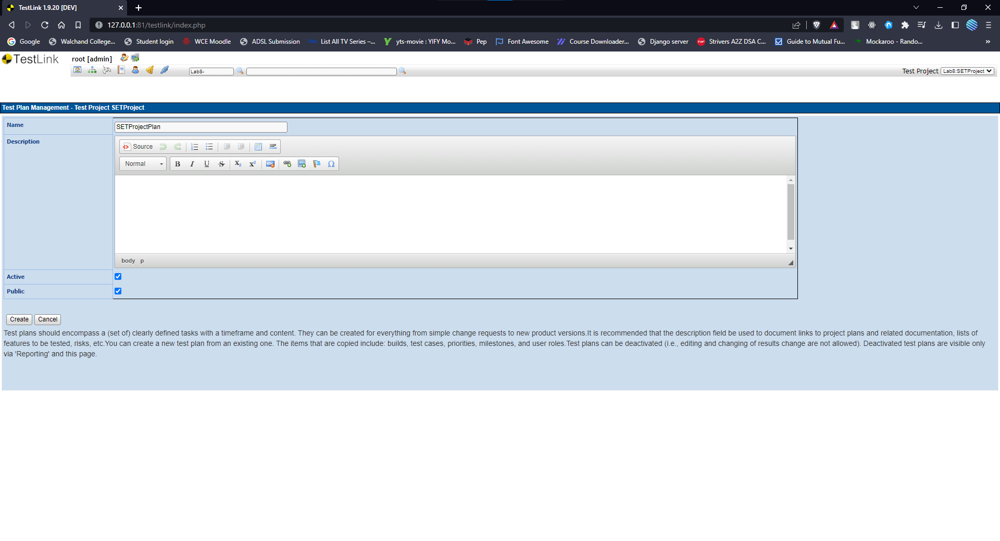 TestLink 1.9.20 [DEV]
127.0.0.1:81/testlink/index.php
Google Walchand College... Student login WCE Moodle ADSL Submission List All TV Series –... yts-movie : YIFY Mo... Pep Font Awesome Course Downloader... Django server Strivers A2Z DSA C... Guide to Mutual Fu... Mockaroo - Rando... »
TestLink root [admin]
Lab8- Test Project Lab8:SETProject
Test Plan Management - Test Project SETProject
Name SETProjectPlan
Description
Source
Normal B I U S X2 X2 Ω
body p
Active
Public
Create Cancel
Test plans should encompass a (set of) clearly defined tasks with a timeframe and content. They can be created for everything from simple change requests to new product versions.It is recommended that the description field be used to document links to project plans and related documentation, lists of
features to be tested, risks, etc.You can create a new test plan from an existing one. The items that are copied include: builds, test cases, priorities, milestones, and user roles.Test plans can be deactivated (i.e., editing and changing of results change are not allowed). Deactivated test plans are visible only
via 'Reporting' and this page.